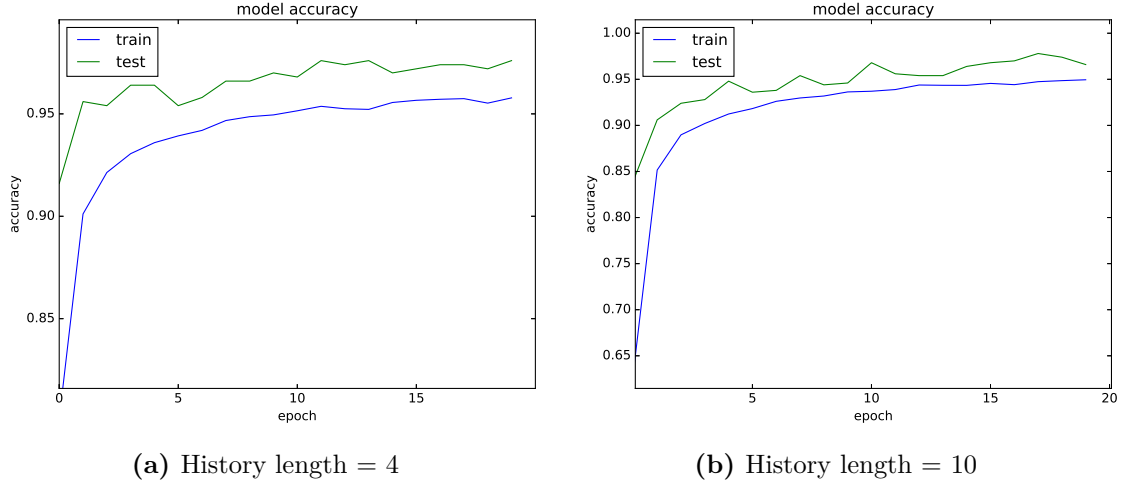 model accuracy
train
test
0.95
0.90
0.85
accuracy
0
5
10
15
epoch
(a) History length = 4
model accuracy
train
test
1.00
0.95
0.90
0.85
0.80
0.75
0.70
0.65
accuracy
5
10
15
20
epoch
(b) History length = 10